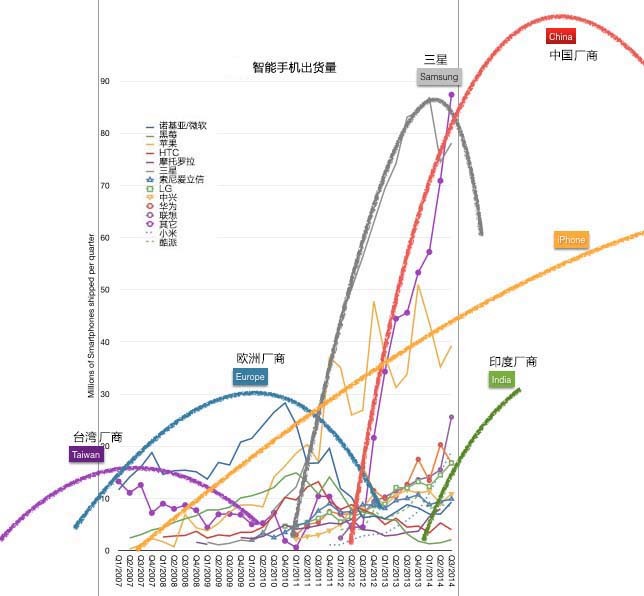 China
中国厂商
三星
Samsung
智能手机出货量
90
80
70
60
50
40
30
20
10
0
Millions of Smartphones shipped per quarter
诺基亚/微软
黑莓
苹果
HTC
摩托罗拉
三星
索尼爱立信
LG
中兴
华为
联想
其它
小米
酷派
iPhone
欧洲厂商
Europe
印度厂商
India
台湾厂商
Taiwan
Q1/2007
Q2/2007
Q3/2007
Q4/2007
Q1/2008
Q2/2008
Q3/2008
Q4/2008
Q1/2009
Q2/2009
Q3/2009
Q4/2009
Q1/2010
Q2/2010
Q3/2010
Q4/2010
Q1/2011
Q2/2011
Q3/2011
Q4/2011
Q1/2012
Q2/2012
Q3/2012
Q4/2012
Q1/2013
Q2/2013
Q3/2013
Q4/2013
Q1/2014
Q2/2014
Q3/2014